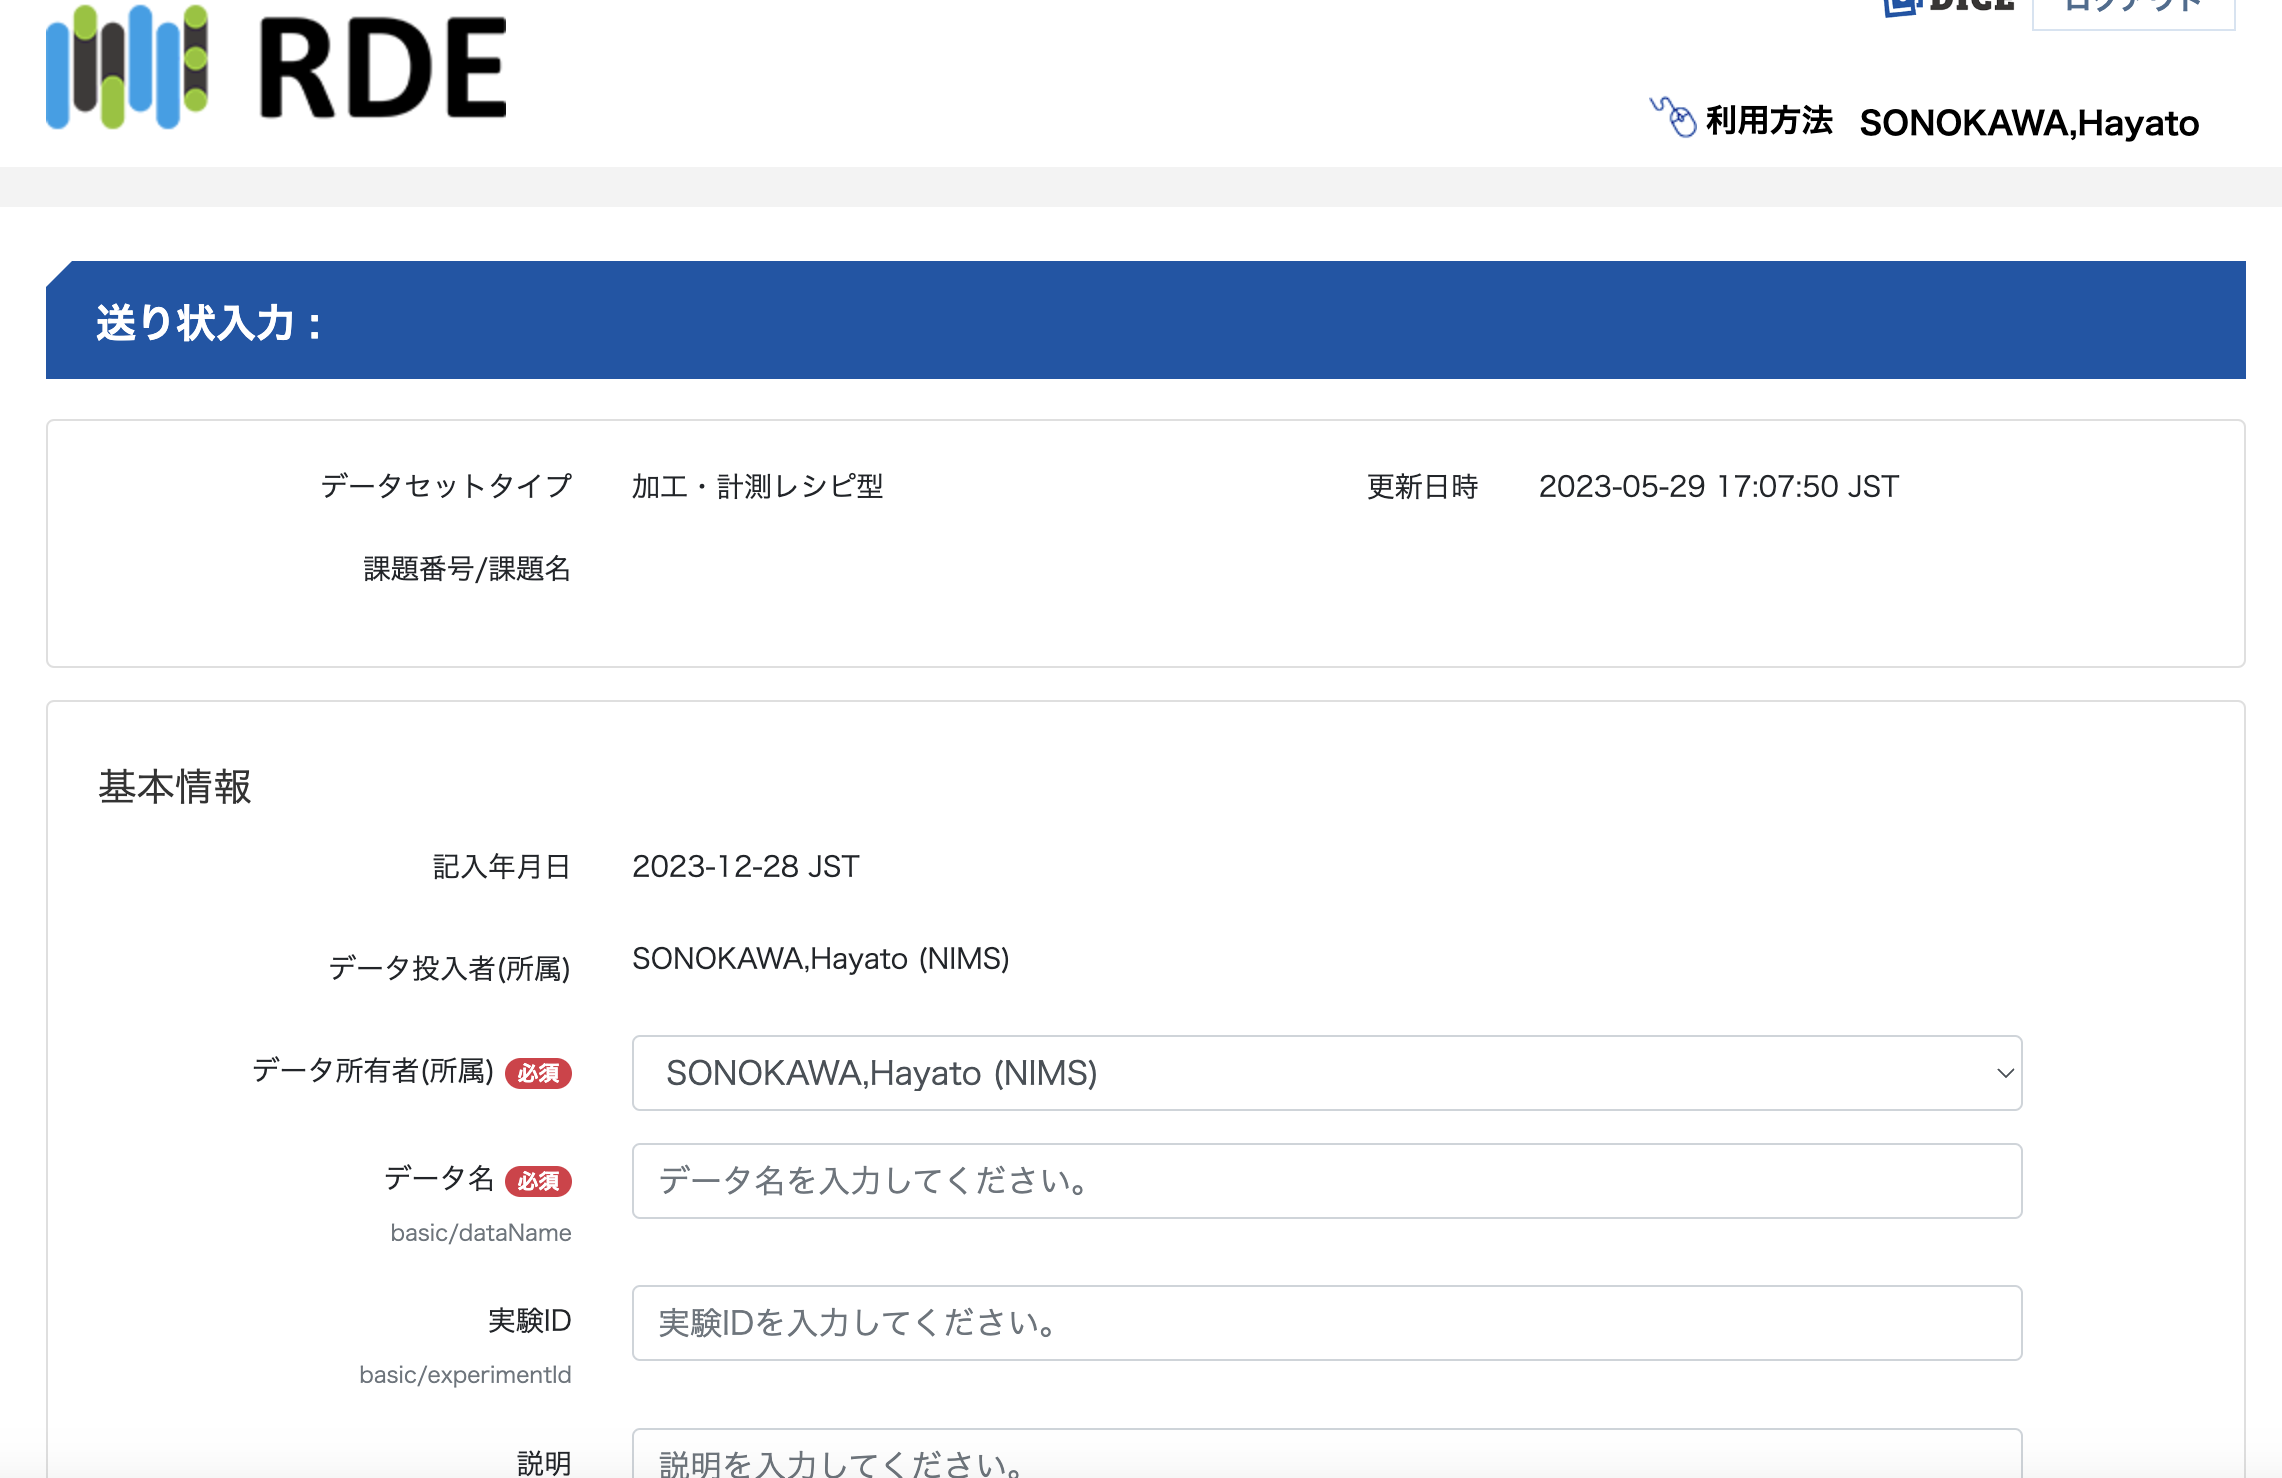 RDE
DICE
ログアウト
利用方法 SONOKAWA,Hayato
送り状入力：
データセットタイプ 加工・計測レシピ型 更新日時 2023-05-29 17:07:50 JST
課題番号/課題名
基本情報
記入年月日 2023-12-28 JST
データ投入者(所属) SONOKAWA,Hayato (NIMS)
データ所有者(所属) 必須 SONOKAWA,Hayato (NIMS)
データ名 必須 データ名を入力してください。
basic/dataName
実験ID 実験IDを入力してください。
basic/experimentId
説明 説明を入力してください。